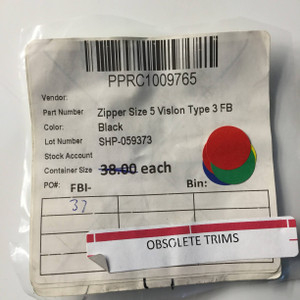 PPRC1009765
Vendor:
Part Number Zipper Size 5 Vislon Type 3 FB
Color: Black
Lot Number SHP-059373
Stock Account
Container Size 38.00 each
PO#: FBI- Bin:
37
OBSOLETE TRIMS